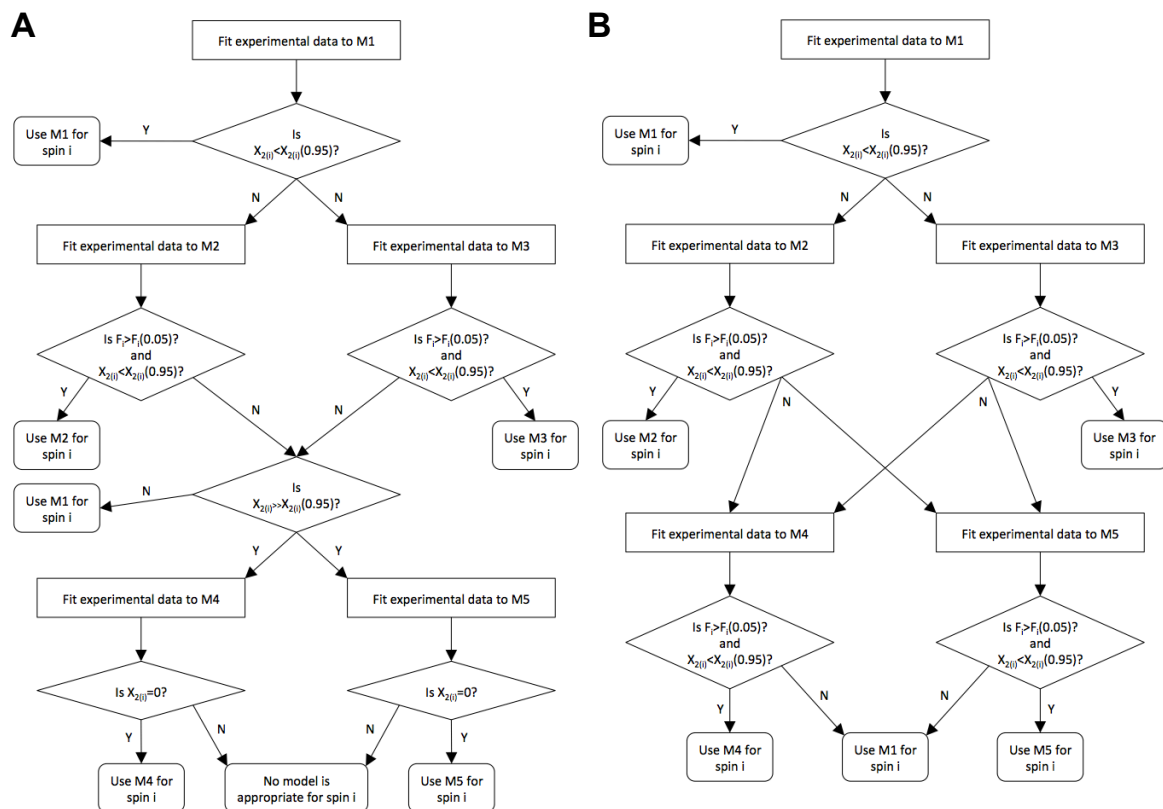 A
Fit experimental data to M1
Is
X2(i)<X2(i)(0.95)?
Y
Use M1 for
spin i
N
N
Fit experimental data to M2
Fit experimental data to M3
Is Fi>Fi(0.05)?
and
X2(i)<X2(i)(0.95)?
Is Fi>Fi(0.05)?
and
X2(i)<X2(i)(0.95)?
Y
N
N
Y
Use M2 for
spin i
Use M3 for
spin i
Is
X2(i)>>X2(i)(0.95)?
N
Use M1 for
spin i
Y
Y
Fit experimental data to M4
Fit experimental data to M5
Is X2(i)=0?
Is X2(i)=0?
Y
N
N
Y
Use M4 for
spin i
No model is
appropriate for spin i
Use M5 for
spin i
B
Fit experimental data to M1
Is
X2(i)<X2(i)(0.95)?
Y
Use M1 for
spin i
N
N
Fit experimental data to M2
Fit experimental data to M3
Is Fi>Fi(0.05)?
and
X2(i)<X2(i)(0.95)?
Is Fi>Fi(0.05)?
and
X2(i)<X2(i)(0.95)?
Y
N
N
Y
Use M2 for
spin i
Use M3 for
spin i
Fit experimental data to M4
Fit experimental data to M5
Is Fi>Fi(0.05)?
and
X2(i)<X2(i)(0.95)?
Is Fi>Fi(0.05)?
and
X2(i)<X2(i)(0.95)?
Y
N
N
Y
Use M4 for
spin i
Use M1 for
spin i
Use M5 for
spin i